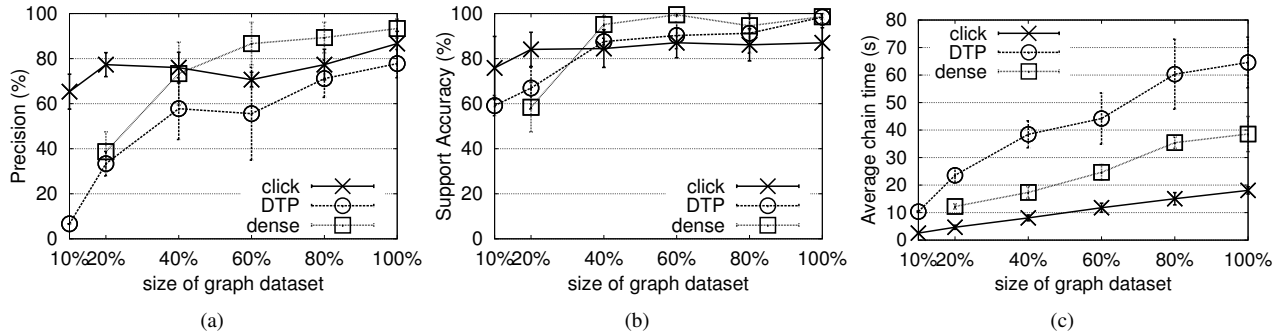 100
80
60
40
20
0
Precision (%)
10%
20%
40%
60%
80%
100%
size of graph dataset
click
DTP
dense
(a)
100
80
60
40
20
0
Support Accuracy (%)
10%
20%
40%
60%
80%
100%
size of graph dataset
click
DTP
dense
(b)
80
70
60
50
40
30
20
10
0
Average chain time (s)
10%
20%
40%
60%
80%
100%
size of graph dataset
click
DTP
dense
(c)